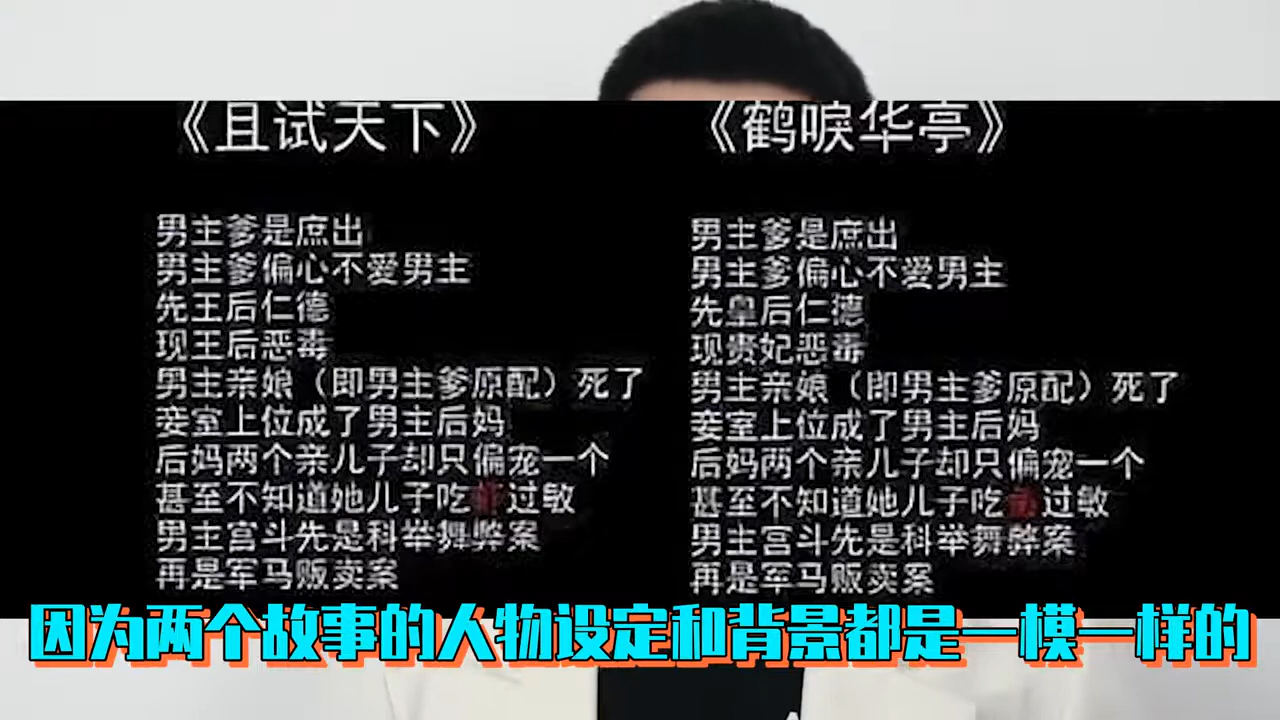 《且试天下》
男主爹是庶出
男主爹偏心不爱男主
先王后仁德
现王后恶毒
男主亲娘（即男主爹原配）死了
妾室上位成了男主后妈
后妈两个亲儿子却只偏宠一个
甚至不知道她儿子吃过敏
男主宫斗先是科举舞弊案
再是军马贩卖案
《鹤唳华亭》
男主爹是庶出
男主爹偏心不爱男主
先皇后仁德
现贵妃恶毒
男主亲娘（即男主爹原配）死了
妾室上位成了男主后妈
后妈两个亲儿子却只偏宠一个
甚至不知道她儿子吃过敏
男主宫斗先是科举舞弊案
再是军马贩卖案
因为两个故事的人物设定和背景都是一模一样的